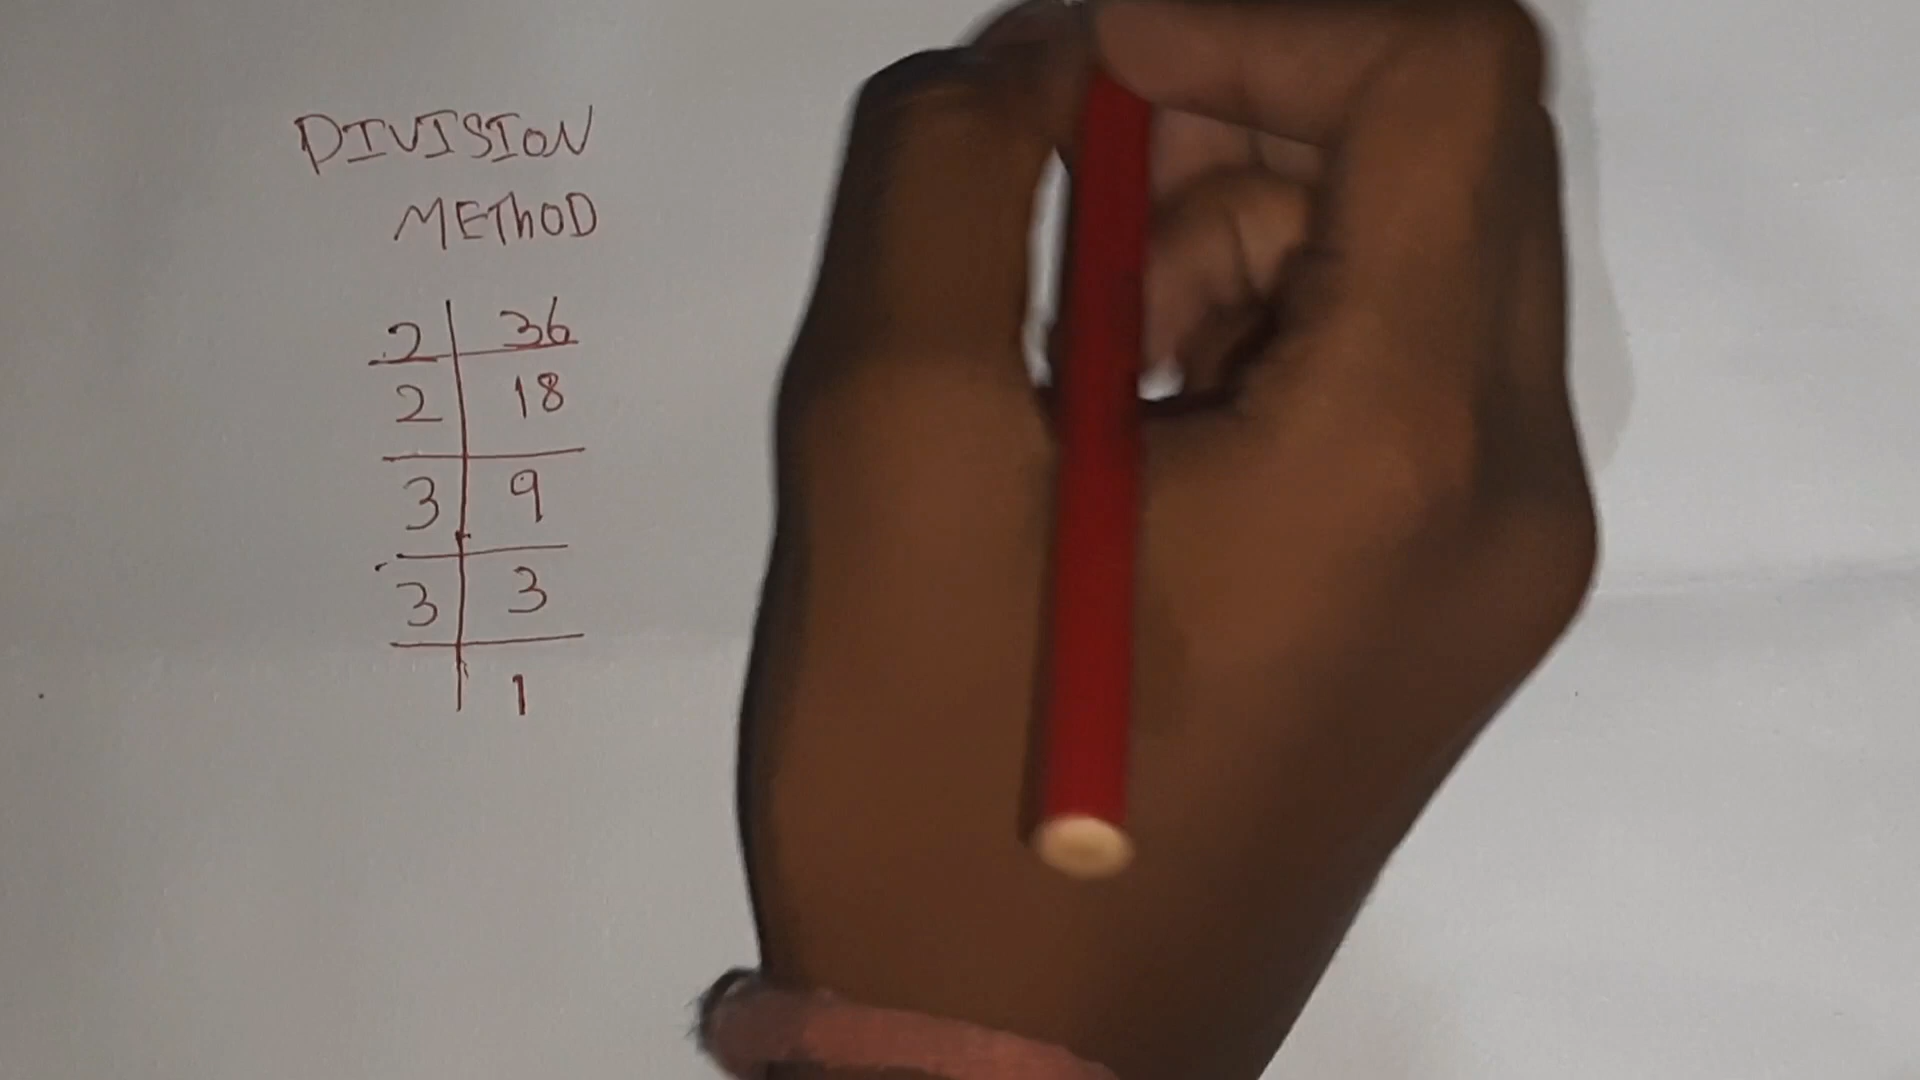 DIVISION
METhOD
2 | 36
2 | 18
3 | 9
3 | 3
| 1